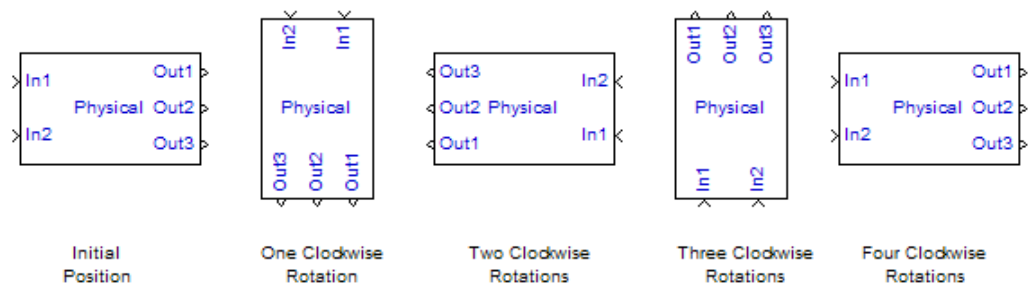 In1
In2
Physical
Out1
Out2
Out3
In2
In1
Physical
Out3
Out2
Out1
Out3
Out2
Out1
Physical
In2
In1
Out1
Out2
Out3
Physical
In1
In2
In1
In2
Physical
Out1
Out2
Out3
Initial
Position
One Clockwise
Rotation
Two Clockwise
Rotations
Three Clockwise
Rotations
Four Clockwise
Rotations